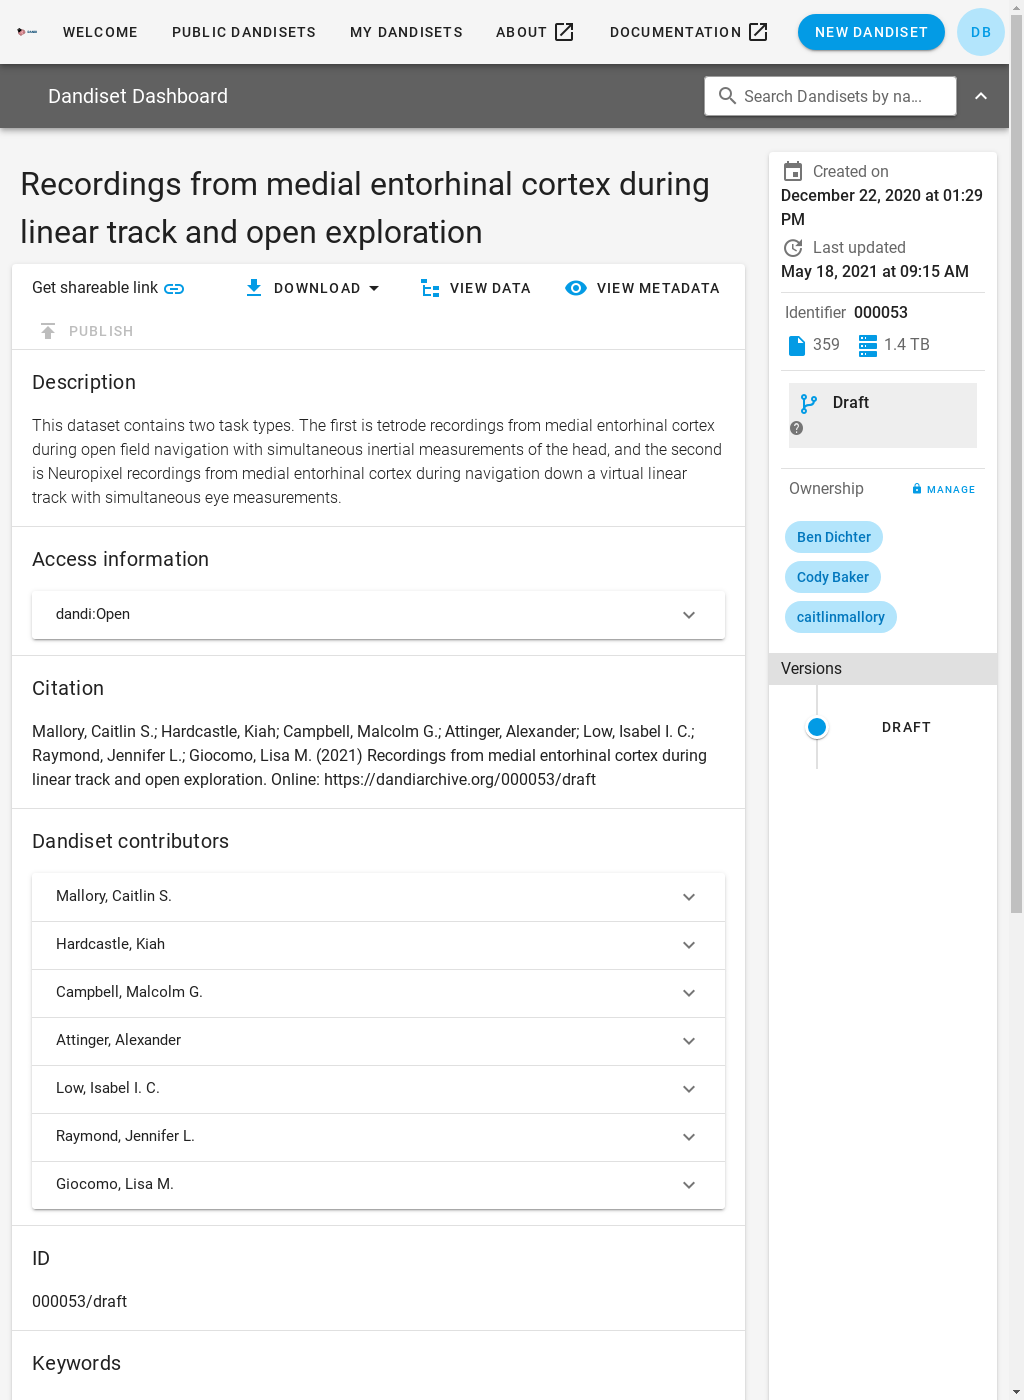 WELCOME
PUBLIC DANDISETS
MY DANDISETS
ABOUT
DOCUMENTATION
NEW DANDISET
DB
Dandiset Dashboard
Search Dandisets by na...
Recordings from medial entorhinal cortex during
linear track and open exploration
Get shareable link
DOWNLOAD
VIEW DATA
VIEW METADATA
PUBLISH
Description
This dataset contains two task types. The first is tetrode recordings from medial entorhinal cortex
during open field navigation with simultaneous inertial measurements of the head, and the second
is Neuropixel recordings from medial entorhinal cortex during navigation down a virtual linear
track with simultaneous eye measurements.
Access information
dandi:Open
Citation
Mallory, Caitlin S.; Hardcastle, Kiah; Campbell, Malcolm G.; Attinger, Alexander; Low, Isabel I. C.;
Raymond, Jennifer L.; Giocomo, Lisa M. (2021) Recordings from medial entorhinal cortex during
linear track and open exploration. Online: https://dandiarchive.org/000053/draft
Dandiset contributors
Mallory, Caitlin S.
Hardcastle, Kiah
Campbell, Malcolm G.
Attinger, Alexander
Low, Isabel I. C.
Raymond, Jennifer L.
Giocomo, Lisa M.
ID
000053/draft
Keywords
Created on
December 22, 2020 at 01:29
PM
Last updated
May 18, 2021 at 09:15 AM
Identifier 000053
359
1.4 TB
Draft
Ownership
MANAGE
Ben Dichter
Cody Baker
caitlinmallory
Versions
DRAFT